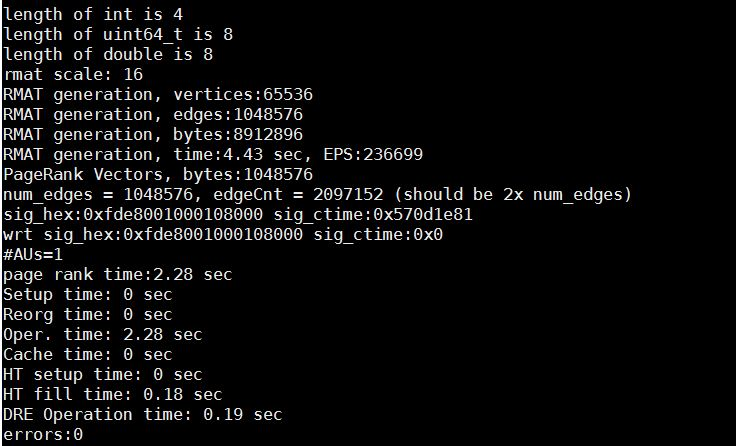 length of int is 4
length of uint64_t is 8
length of double is 8
rmat scale: 16
RMAT generation, vertices:65536
RMAT generation, edges:1048576
RMAT generation, bytes:8912896
RMAT generation, time:4.43 sec, EPS:236699
PageRank Vectors, bytes:1048576
num_edges = 1048576, edgeCnt = 2097152 (should be 2x num_edges)
sig_hex:0xfde8001000108000 sig_ctime:0x570d1e81
wrt sig_hex:0xfde8001000108000 sig_ctime:0x0
#AUs=1
page rank time:2.28 sec
Setup time: 0 sec
Reorg time: 0 sec
Oper. time: 2.28 sec
Cache time: 0 sec
HT setup time: 0 sec
HT fill time: 0.18 sec
DRE Operation time: 0.19 sec
errors:0